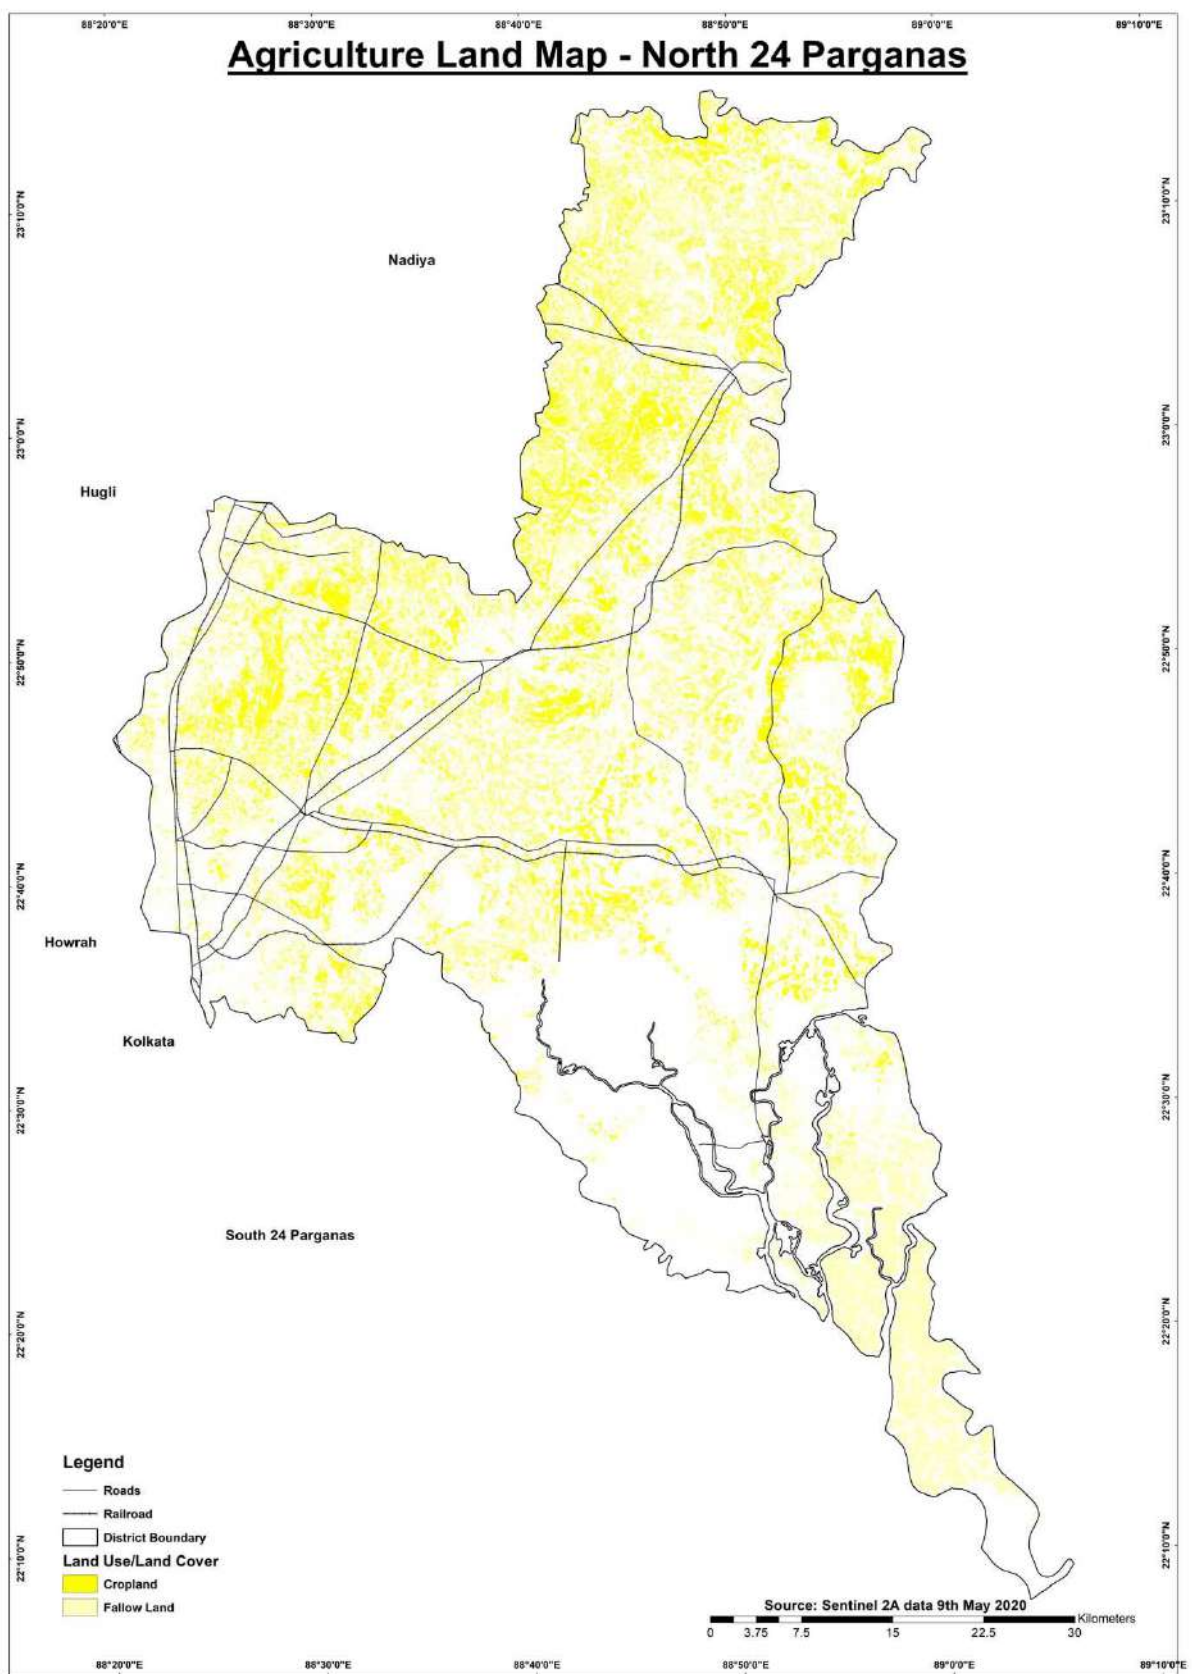 88°20'0"E 88°30'0"E 88°40'0"E 88°50'0"E 89°0'0"E 89°10'0"E
Agriculture Land Map - North 24 Parganas
23°10'0"N 23°10'0"N
Nadiya
23°0'0"N 23°0'0"N
Hugli
22°50'0"N 22°50'0"N
22°40'0"N 22°40'0"N
Howrah
Kolkata
22°30'0"N 22°30'0"N
South 24 Parganas
22°20'0"N 22°20'0"N
Legend
Roads
Railroad
District Boundary
22°10'0"N 22°10'0"N
Land Use/Land Cover
Cropland
Fallow Land
Source: Sentinel 2A data 9th May 2020
Kilometers
0 3.75 7.5 15 22.5 30
88°20'0"E 88°30'0"E 88°40'0"E 88°50'0"E 89°0'0"E 89°10'0"E